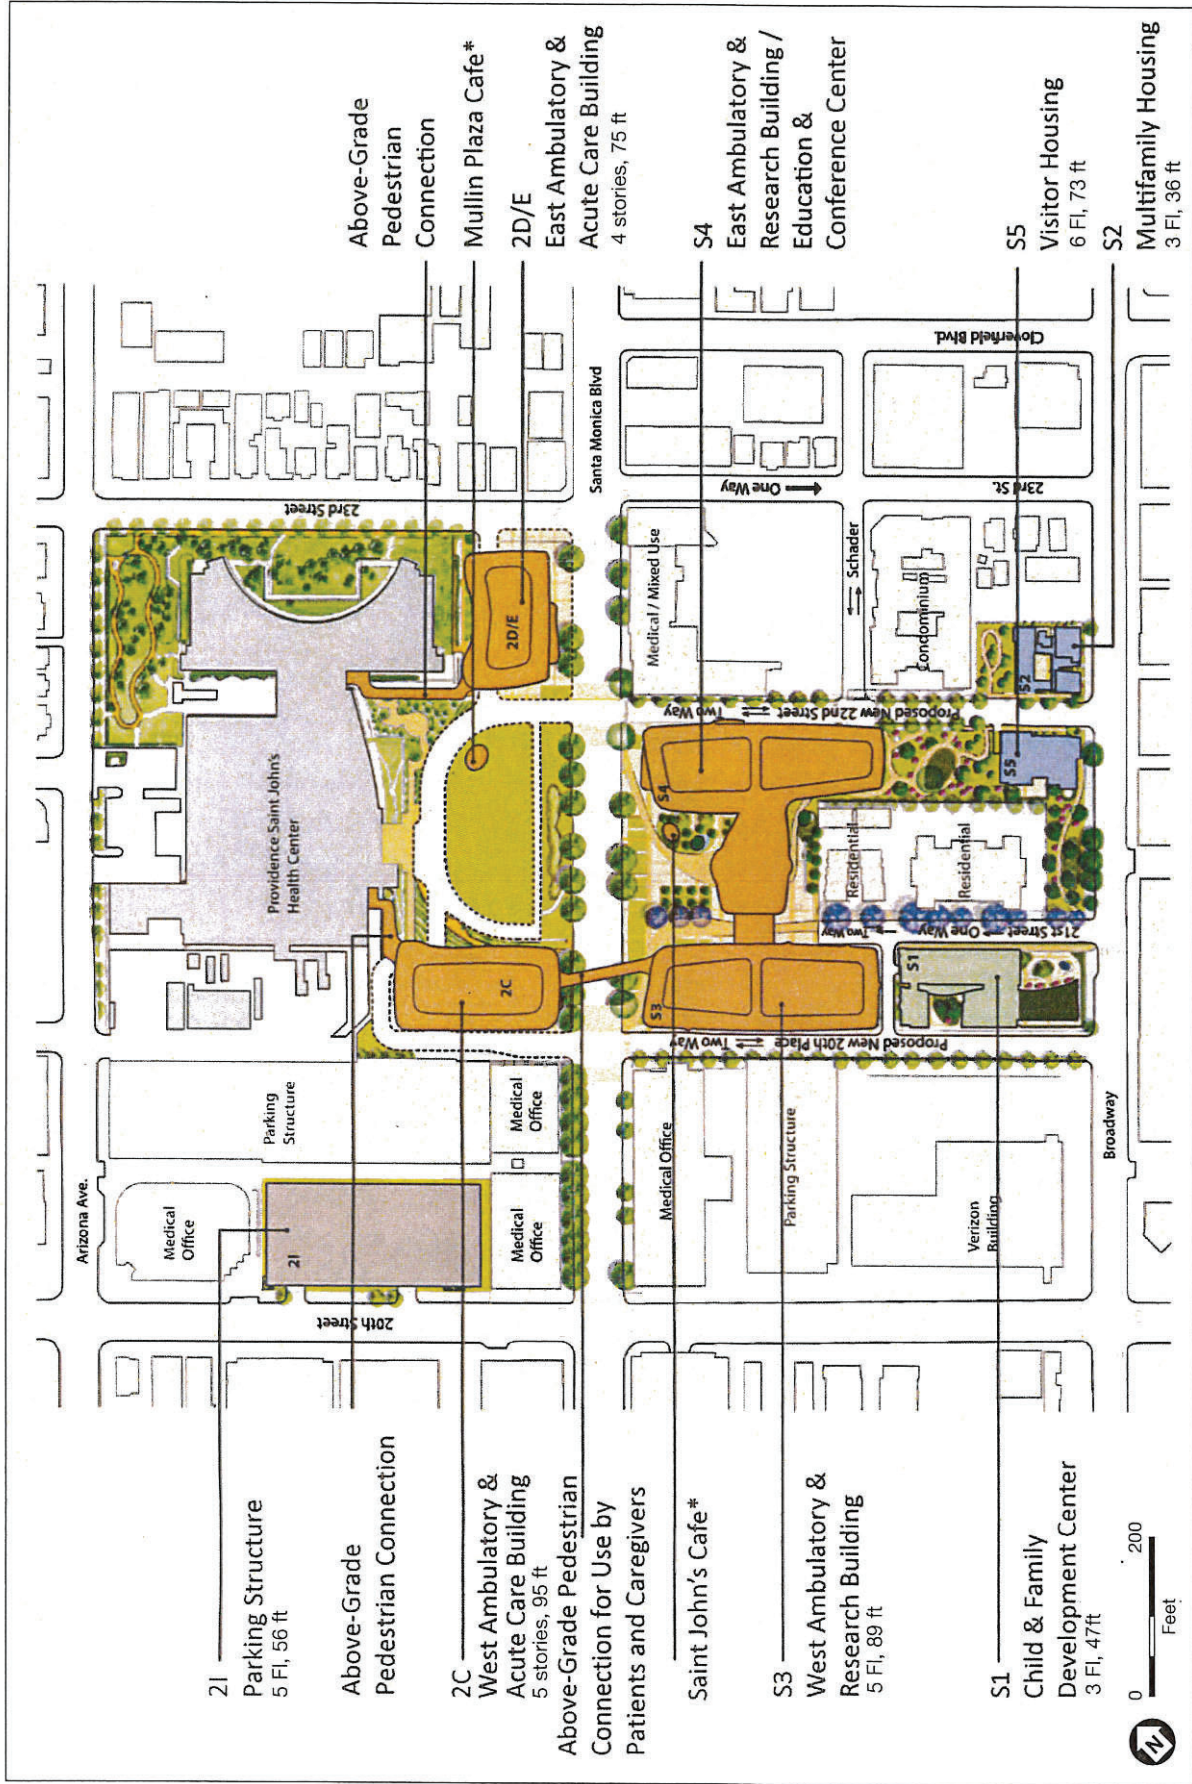 2I
Parking Structure
5 Fl, 56 ft
Above-Grade
Pedestrian Connection
2C
West Ambulatory &
Acute Care Building
5 stories, 95 ft
Above-Grade Pedestrian
Connection for Use by
Patients and Caregivers
Saint John's Cafe*
S3
West Ambulatory &
Research Building
5 Fl, 89 ft
S1
Child & Family
Development Center
3 Fl, 47ft
N
0
200
Feet
Arizona Ave.
20th Street
Medical
Office
2I
Parking
Structure
Medical
Office
Medical
Office
Medical Office
Parking Structure
Verizon
Building
Broadway
Providence Saint John's
Health Center
2C
2D/E
23rd Street
Santa Monica Blvd
Proposed New 20th Place
Two Way
S3
S4
S1
21st Street
One Way
Two Way
Residential
Residential
S5
S2
Proposed New 22nd Street
Two Way
Medical / Mixed Use
Schader
Condominium
One Way
23rd St.
Cloverfield Blvd.
Above-Grade
Pedestrian
Connection
Mullin Plaza Cafe*
2D/E
East Ambulatory &
Acute Care Building
4 stories, 75 ft
S4
East Ambulatory &
Research Building /
Education &
Conference Center
S5
Visitor Housing
6 Fl, 73 ft
S2
Multifamily Housing
3 Fl, 36 ft